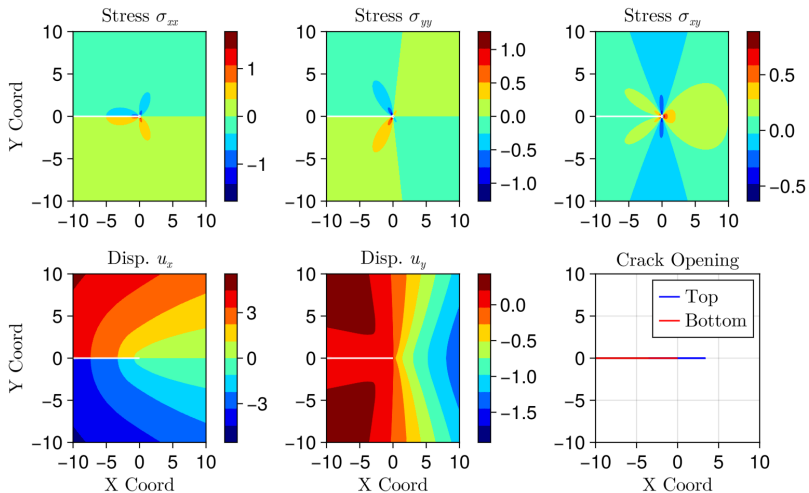 Stress σxx
Stress σyy
Stress σxy
Y Coord
10
5
0
−5
−10
−10 −5 0 5 10
1
0
−1
10
5
0
−5
−10
−10 −5 0 5 10
1.0
0.5
0.0
−0.5
−1.0
10
5
0
−5
−10
−10 −5 0 5 10
0.5
0.0
−0.5
Disp. ux
Disp. uy
Crack Opening
Y Coord
10
5
0
−5
−10
−10 −5 0 5 10
X Coord
3
0
−3
10
5
0
−5
−10
−10 −5 0 5 10
X Coord
0.0
−0.5
−1.0
−1.5
Top
Bottom
10
5
0
−5
−10
−10 −5 0 5 10
X Coord